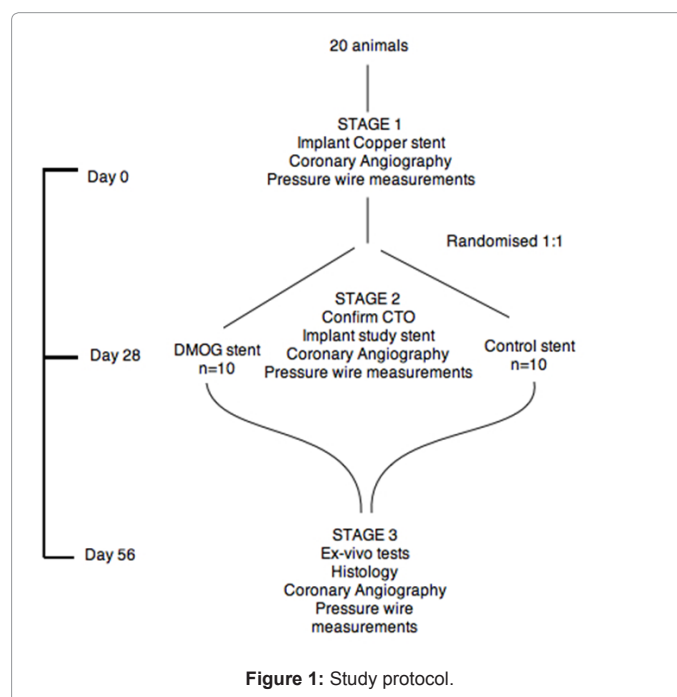 20 animals
STAGE 1
Implant Copper stent
Coronary Angiography
Pressure wire measurements
Day 0
Randomised 1:1
STAGE 2
Confirm CTO
Implant study stent
Coronary Angiography
Pressure wire measurements
Day 28
DMOG stent
n=10
Control stent
n=10
Day 56
STAGE 3
Ex-vivo tests
Histology
Coronary Angiography
Pressure wire
measurements
Figure 1: Study protocol.